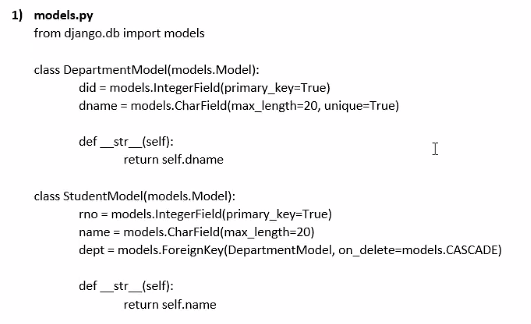 1) models.py
from django.db import models
class DepartmentModel(models.Model):
did = models.IntegerField(primary_key=True)
dname = models.CharField(max_length=20, unique=True)
def __str__(self):
return self.dname
class StudentModel(models.Model):
rno = models.IntegerField(primary_key=True)
name = models.CharField(max_length=20)
dept = models.ForeignKey(DepartmentModel, on_delete=models.CASCADE)
def __str__(self):
return self.name